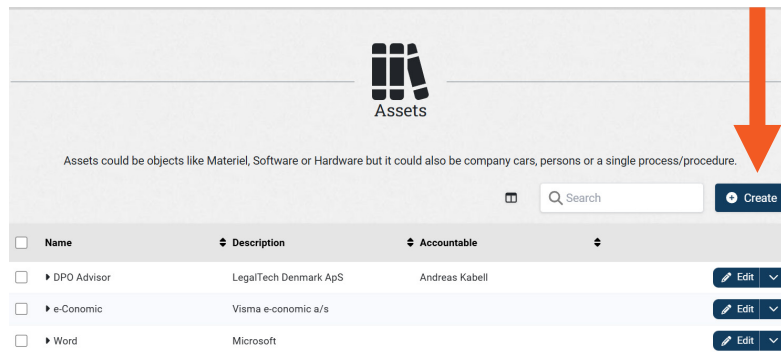 Assets
Assets could be objects like Materiel, Software or Hardware but it could also be company cars, persons or a single process/procedure.
Search
Create
Name Description Accountable
DPO Advisor LegalTech Denmark ApS Andreas Kabell Edit
e-Conomic Visma e-conomic a/s Edit
Word Microsoft Edit